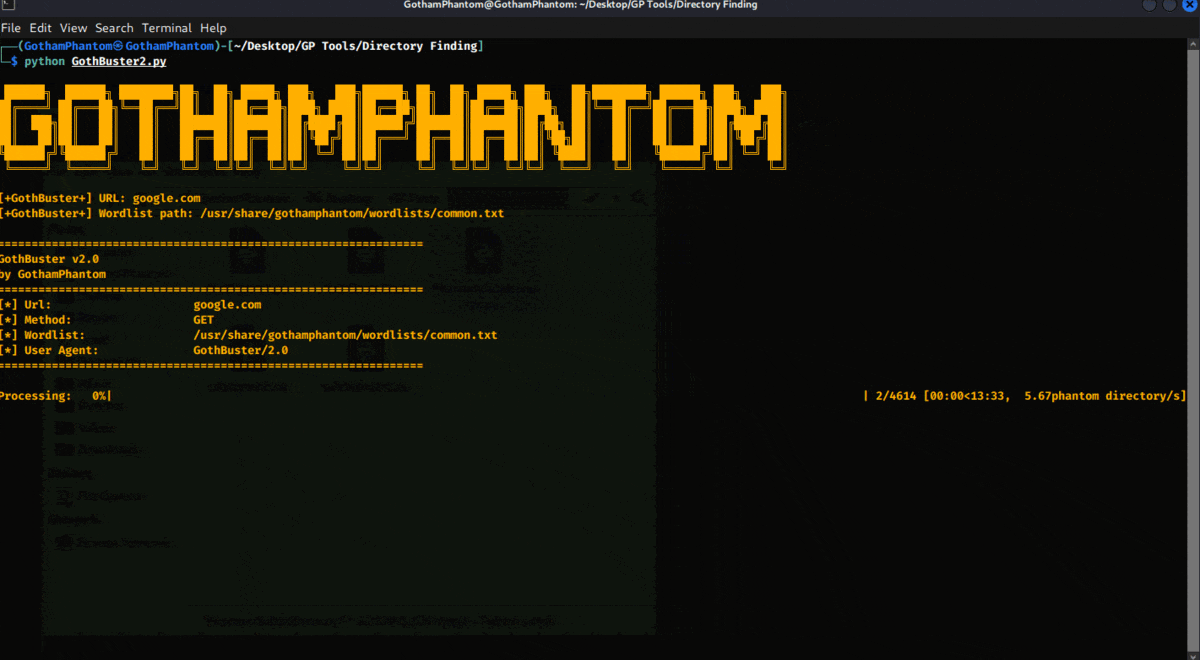 GothamPhantom@GothamPhantom: ~/Desktop/GP Tools/Directory Finding
File Edit View Search Terminal Help
┌──(GothamPhantom㉿GothamPhantom)-[~/Desktop/GP Tools/Directory Finding]
└─$ python GothBuster2.py
GOTHAMPHANTOM
[+GothBuster+] URL: google.com
[+GothBuster+] Wordlist path: /usr/share/gothamphantom/wordlists/common.txt
===============================================================
GothBuster v2.0
by GothamPhantom
===============================================================
[*] Url: google.com
[*] Method: GET
[*] Wordlist: /usr/share/gothamphantom/wordlists/common.txt
[*] User Agent: GothBuster/2.0
===============================================================
Processing: 0%| | 2/4614 [00:00<13:33, 5.67phantom directory/s]